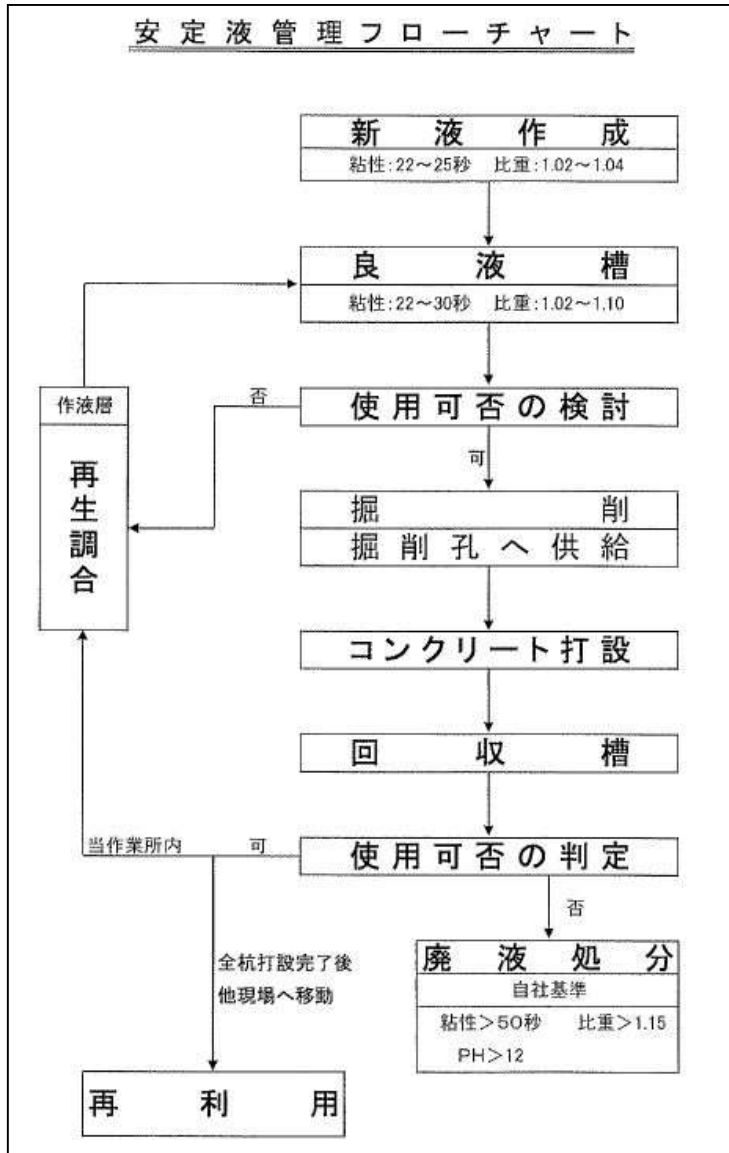 安定液管理フローチャート
新液作成
粘性:22～25秒 比重:1.02～1.04
良液槽
粘性:22～30秒 比重:1.02～1.10
使用可否の検討
否
可
作液層
再生調合
掘削
掘削孔へ供給
コンクリート打設
回収槽
使用可否の判定
当作業所内
可
否
全杭打設完了後
他現場へ移動
廃液処分
自社基準
粘性＞50秒 比重＞1.15
PH＞12
再利用